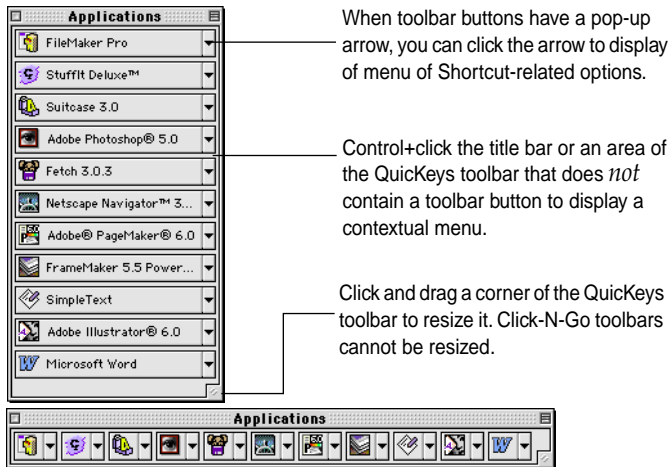 Applications
FileMaker Pro
StuffIt Deluxe™
Suitcase 3.0
Adobe Photoshop® 5.0
Fetch 3.0.3
Netscape Navigator™ 3...
Adobe® PageMaker® 6.0
FrameMaker 5.5 Power...
SimpleText
Adobe Illustrator® 6.0
Microsoft Word
When toolbar buttons have a pop-up
arrow, you can click the arrow to display
of menu of Shortcut-related options.
Control+click the title bar or an area of
the QuicKeys toolbar that does not
contain a toolbar button to display a
contextual menu.
Click and drag a corner of the QuicKeys
toolbar to resize it. Click-N-Go toolbars
cannot be resized.
Applications